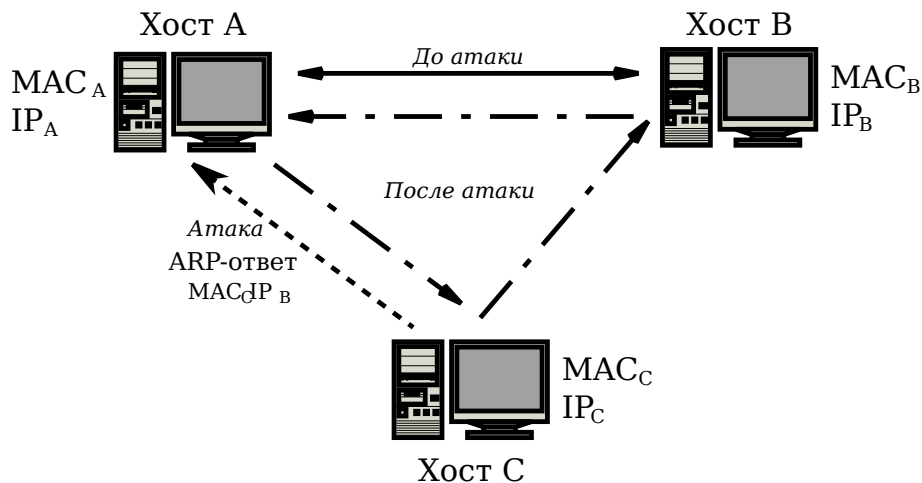 Хост A
Хост B
До атаки
MAC A
IP A
MAC B
IP B
После атаки
Атака
ARP-ответ
MAC C IP B
MAC C
IP C
Хост C